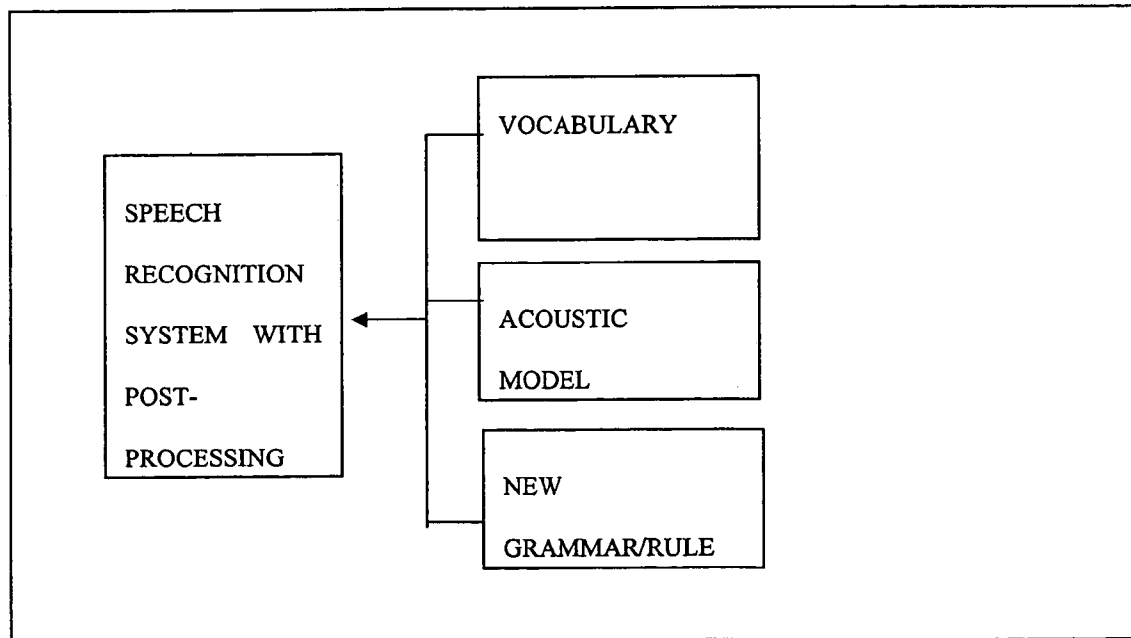 SPEECH
RECOGNITION
SYSTEM WITH
POST-
PROCESSING
VOCABULARY
ACOUSTIC
MODEL
NEW
GRAMMAR/RULE